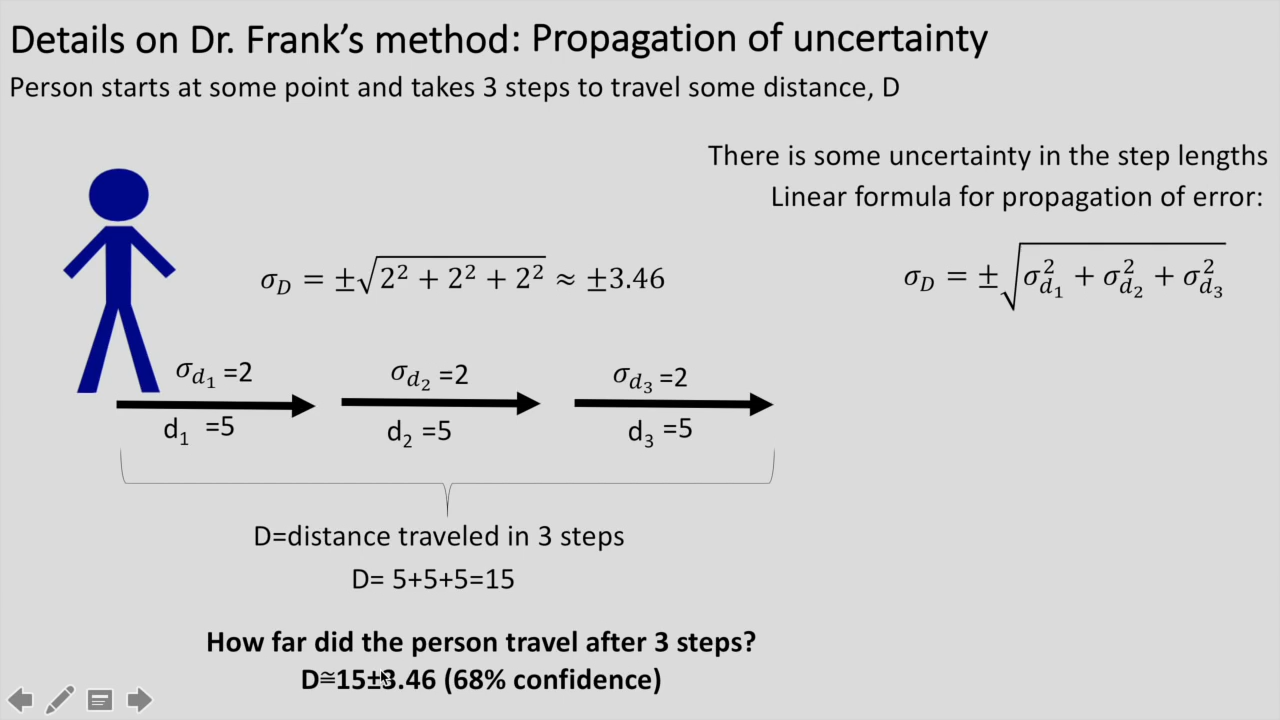 Details on Dr. Frank’s method: Propagation of uncertainty
Person starts at some point and takes 3 steps to travel some distance, D
There is some uncertainty in the step lengths
Linear formula for propagation of error:
σ_D = ±√(2² + 2² + 2²) ≈ ±3.46
σ_D = ±√(σ²_d₁ + σ²_d₂ + σ²_d₃)
σ_d₁ =2
σ_d₂ =2
σ_d₃ =2
d₁ =5
d₂ =5
d₃ =5
D=distance traveled in 3 steps
D= 5+5+5=15
How far did the person travel after 3 steps?
D≅15±3.46 (68% confidence)